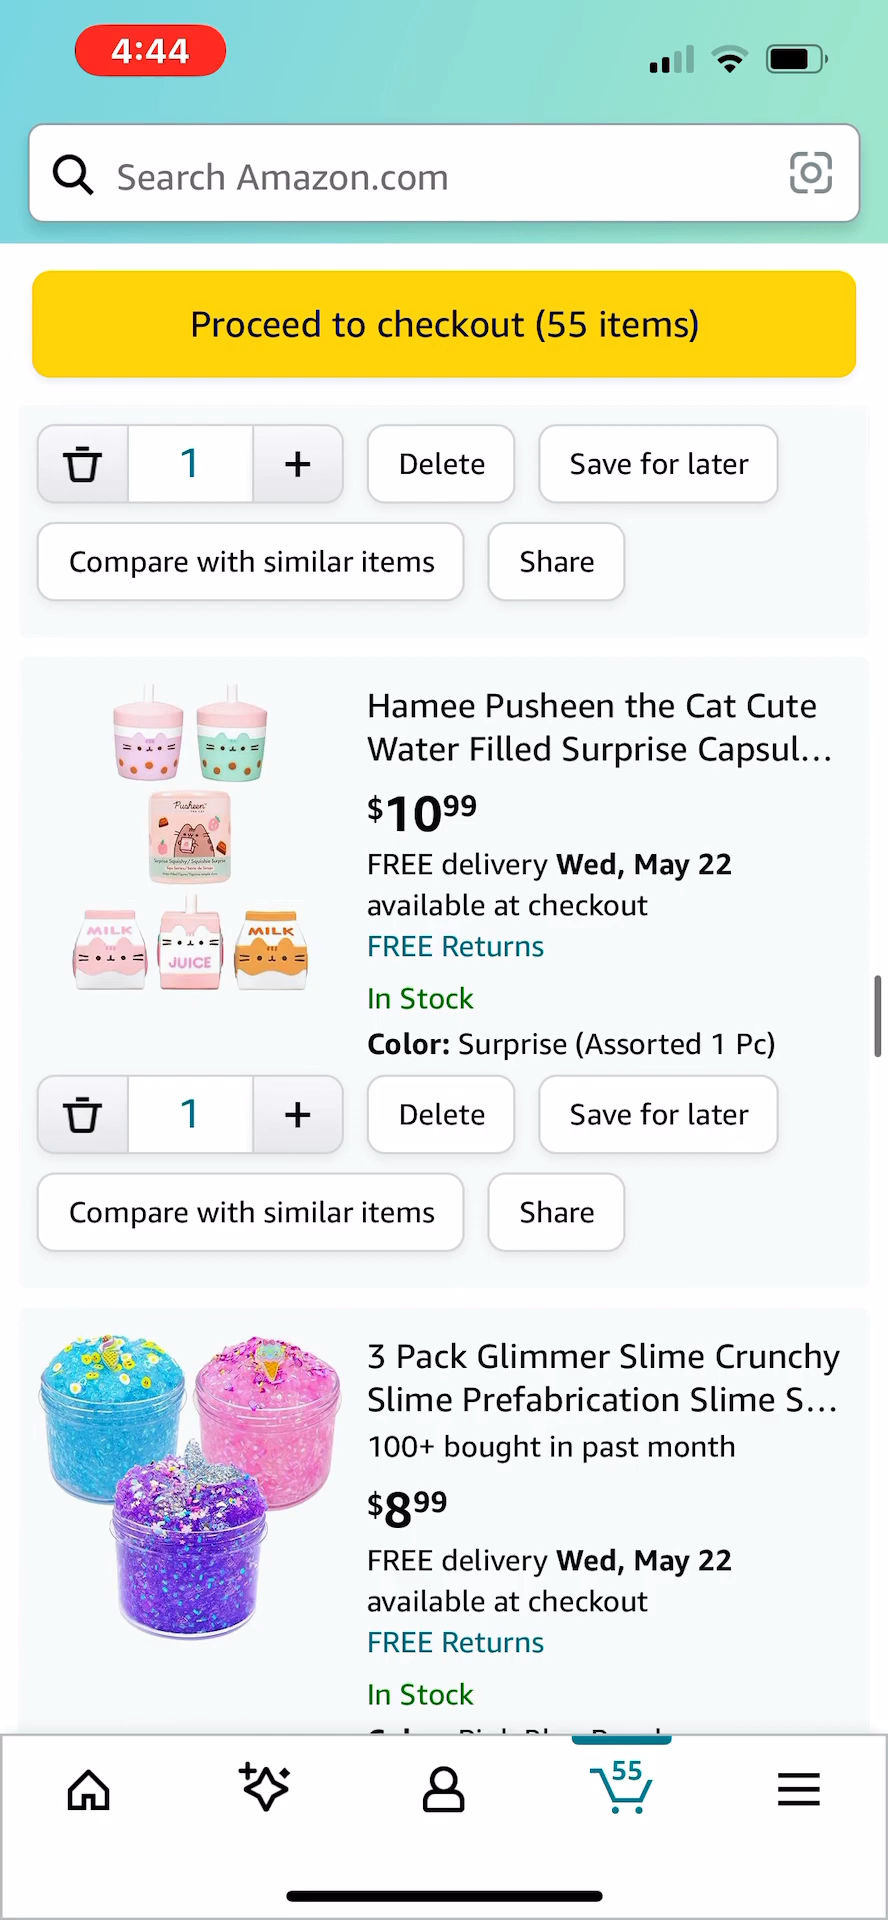 4:44
Search Amazon.com
Proceed to checkout (55 items)
1
+
Delete
Save for later
Compare with similar items
Share
Hamee Pusheen the Cat Cute
Water Filled Surprise Capsul...
$10 99
FREE delivery Wed, May 22
available at checkout
FREE Returns
In Stock
Color: Surprise (Assorted 1 Pc)
Pusheen
MILK
JUICE
MILK
1
+
Delete
Save for later
Compare with similar items
Share
3 Pack Glimmer Slime Crunchy
Slime Prefabrication Slime S...
100+ bought in past month
$8 99
FREE delivery Wed, May 22
available at checkout
FREE Returns
In Stock
55